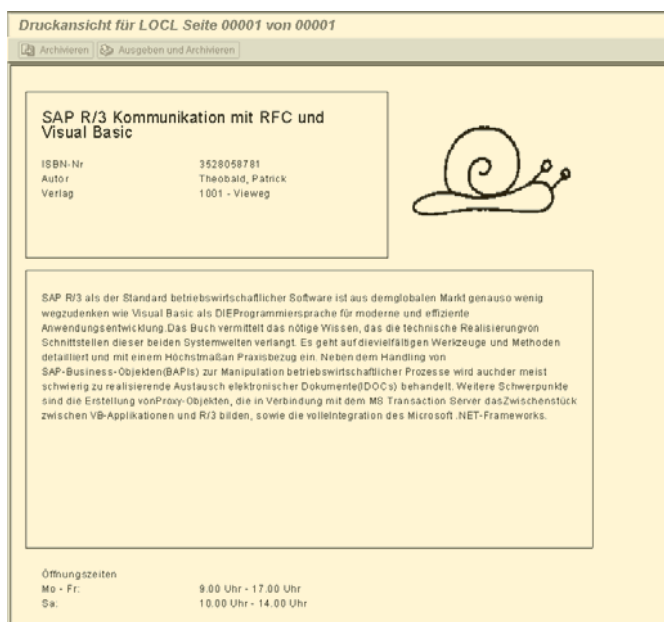 Druckansicht für LOCL Seite 00001 von 00001
Archivieren Ausgeben und Archivieren
SAP R/3 Kommunikation mit RFC und
Visual Basic
ISBN-Nr 3528058781
Autor Theobald, Patrick
Verlag 1001 - Vieweg
SAP R/3 als der Standard betriebswirtschaftlicher Software ist aus demglobalen Markt genauso wenig
wegzudenken wie Visual Basic als DIEProgrammiersprache für moderne und effiziente
Anwendungsentwicklung.Das Buch vermittelt das nötige Wissen, das die technische Realisierungvon
Schnittstellen dieser beiden Systemwelten verlangt. Es geht auf dievielfältigen Werkzeuge und Methoden
detailliert und mit einem Höchstmaßan Praxisbezug ein. Neben dem Handling von
SAP-Business-Objekten(BAPIs) zur Manipulation betriebswirtschaftlicher Prozesse wird auchder meist
schwierig zu realisierende Austausch elektronischer Dokumente(IDOCs) behandelt. Weitere Schwerpunkte
sind die Erstellung vonProxy-Objekten, die in Verbindung mit dem MS Transaction Server dasZwischenstück
zwischen VB-Applikationen und R/3 bilden, sowie die volleIntegration des Microsoft .NET-Frameworks.
Öffnungszeiten
Mo - Fr: 9.00 Uhr - 17.00 Uhr
Sa: 10.00 Uhr - 14.00 Uhr